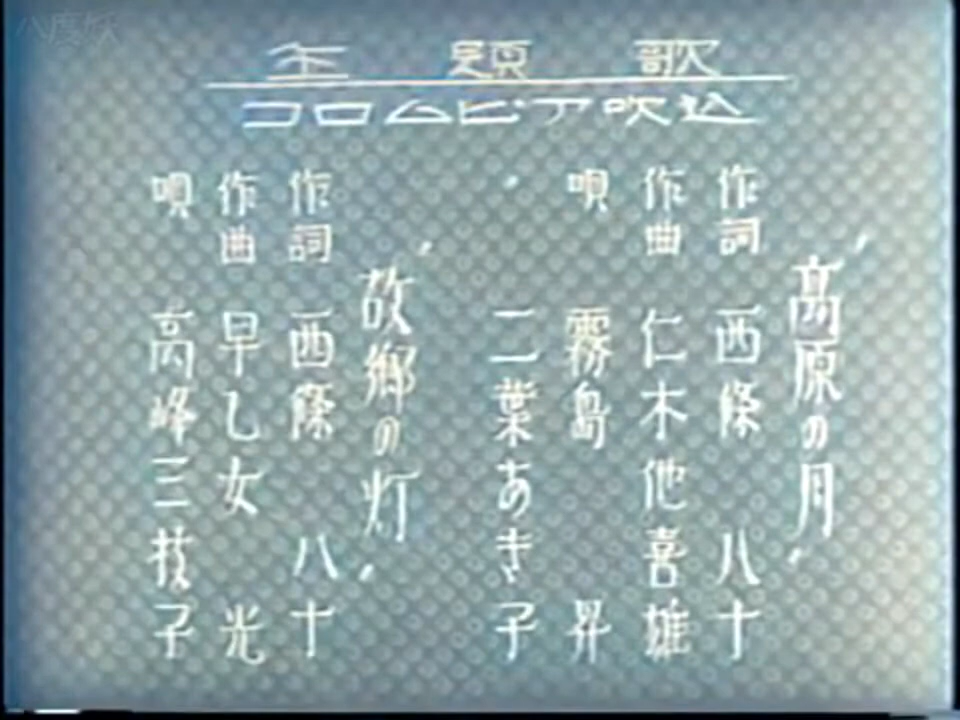 八度妖
主題歌
コロムビア吹込
〝高原の月〟
作詞 西條八十
作曲 仁木他喜雄
唄 霧島昇
〃 二葉あき子
〝故郷の灯〟
作詞 西條八十
作曲 早乙女光
唄 高峰三枝子